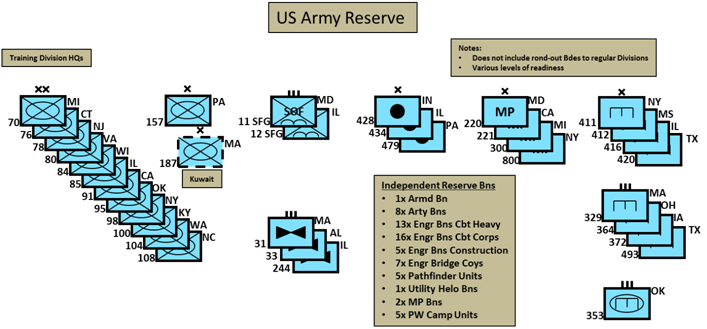 US Army Reserve
Notes:
• Does not include rond-out Bdes to regular Divisions
• Various levels of readiness
Training Division HQs
70 MI
76 CT
78 NJ
80 VA
84 WI
85 IL
91 CA
95 OK
98 NY
100 KY
104 WA
108 NC
157 PA
187 MA
Kuwait
SOF
11 SFG MD
12 SFG IL
31 MA
33 AL
244 IL
428 IN
434 IL
479 PA
MP
220 MD
221 CA
300 MI
800 NY
411 NY
412 MS
416 IL
420 TX
329 MA
364 OH
372 IA
493 TX
353 OK
Independent Reserve Bns
• 1x Armd Bn
• 8x Arty Bns
• 13x Engr Bns Cbt Heavy
• 16x Engr Bns Cbt Corps
• 5x Engr Bns Construction
• 7x Engr Bridge Coys
• 5x Pathfinder Units
• 1x Utility Helo Bns
• 2x MP Bns
• 5x PW Camp Units